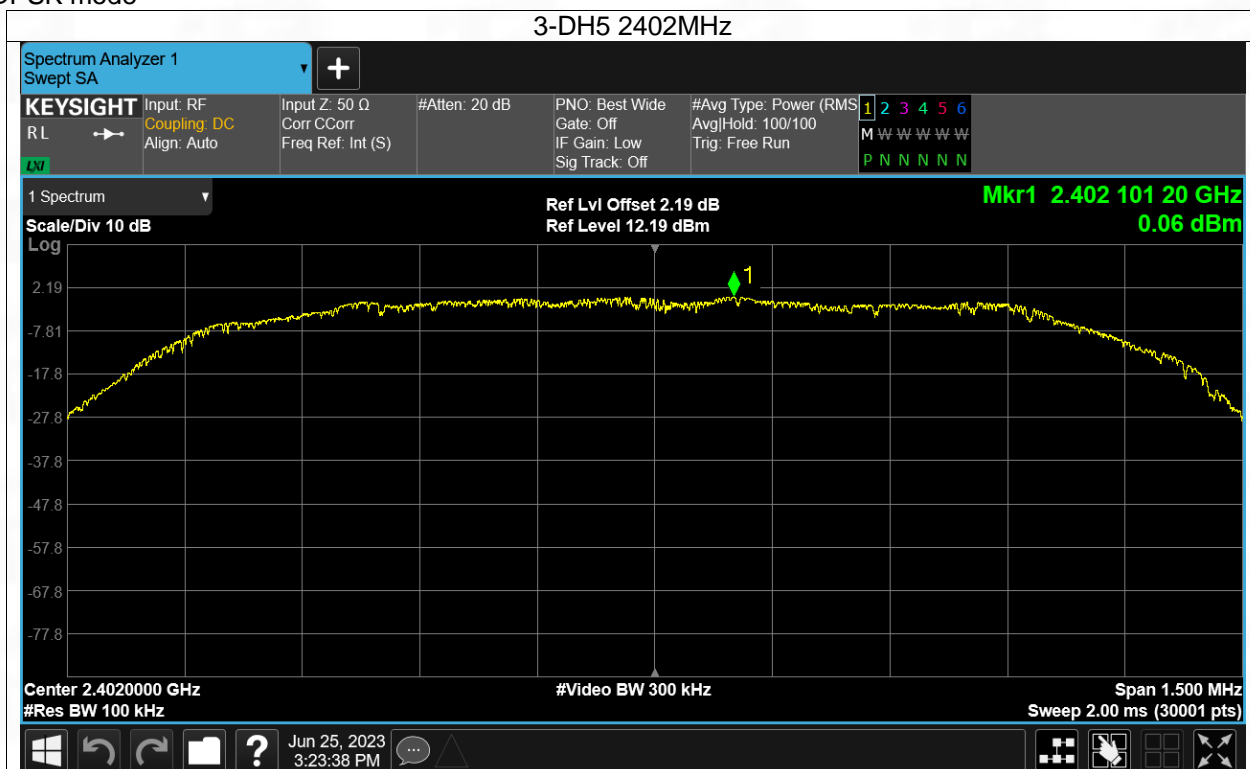 3-DH5 2402MHz
Spectrum Analyzer 1
Swept SA
KEYSIGHT
R L
LXI
Input: RF
Coupling: DC
Align: Auto
Input Z: 50 Ω
Corr CCorr
Freq Ref: Int (S)
#Atten: 20 dB
PNO: Best Wide
Gate: Off
IF Gain: Low
Sig Track: Off
#Avg Type: Power (RMS
Avg|Hold: 100/100
Trig: Free Run
1 2 3 4 5 6
M W W W W W
P N N N N N
1 Spectrum
Scale/Div 10 dB
Log
Ref Lvl Offset 2.19 dB
Ref Level 12.19 dBm
Mkr1 2.402 101 20 GHz
0.06 dBm
1
2.19
-7.81
-17.8
-27.8
-37.8
-47.8
-57.8
-67.8
-77.8
Center 2.4020000 GHz
#Res BW 100 kHz
#Video BW 300 kHz
Span 1.500 MHz
Sweep 2.00 ms (30001 pts)
?
Jun 25, 2023
3:23:38 PM